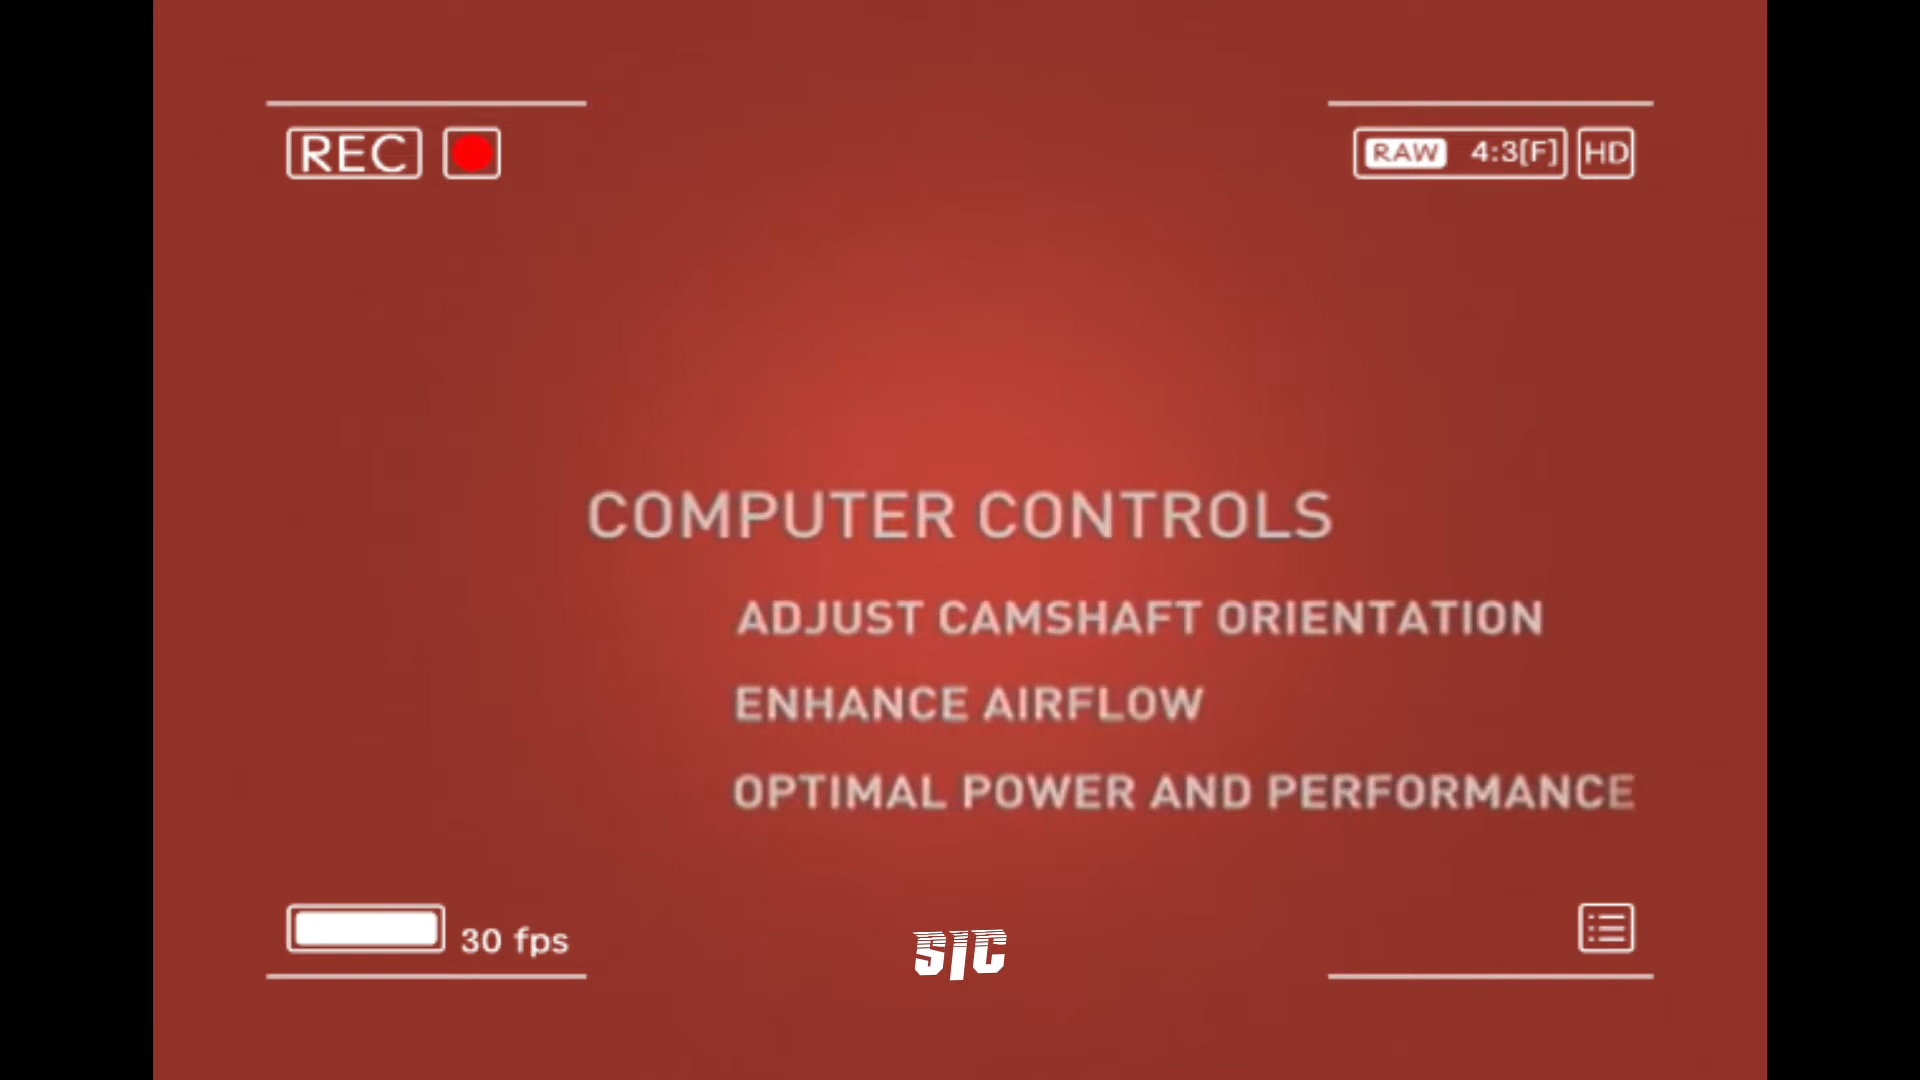 REC
RAW 4:3[F] HD
COMPUTER CONTROLS
ADJUST CAMSHAFT ORIENTATION
ENHANCE AIRFLOW
OPTIMAL POWER AND PERFORMANCE
30 fps
SIC